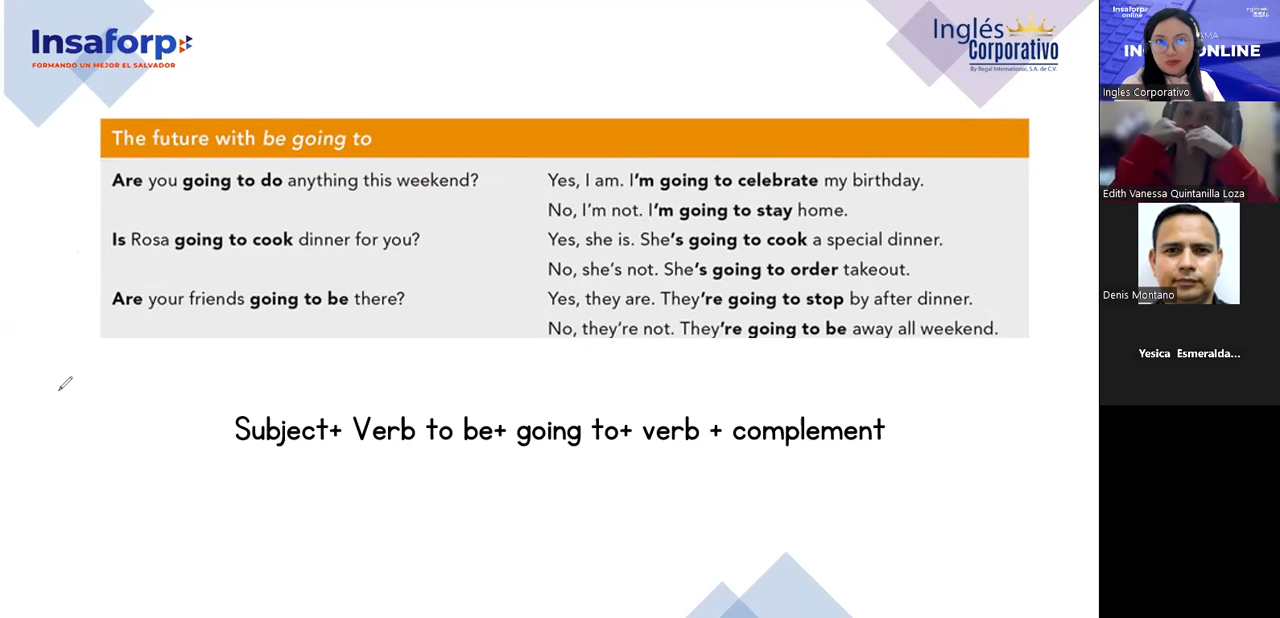 Insaforp
FORMANDO UN MEJOR EL SALVADOR
Inglés
Corporativo
By Regal International, S.A. de C.V.
The future with be going to
Are you going to do anything this weekend?
Yes, I am. I'm going to celebrate my birthday.
No, I'm not. I'm going to stay home.
Is Rosa going to cook dinner for you?
Yes, she is. She's going to cook a special dinner.
No, she's not. She's going to order takeout.
Are your friends going to be there?
Yes, they are. They're going to stop by after dinner.
No, they're not. They're going to be away all weekend.
Subject+ Verb to be+ going to+ verb + complement
Insaforp
online
ONLINE
Ingles Corporativo
Edith Vanessa Quintanilla Loza
Denis Montano
Yesica Esmeralda...